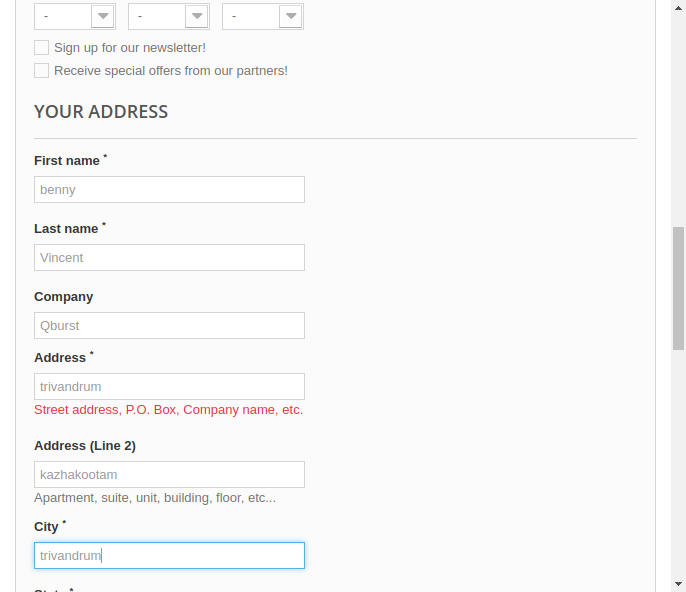 - - -
Sign up for our newsletter!
Receive special offers from our partners!
YOUR ADDRESS
First name *
benny
Last name *
Vincent
Company
Qburst
Address *
trivandrum
Street address, P.O. Box, Company name, etc.
Address (Line 2)
kazhakootam
Apartment, suite, unit, building, floor, etc...
City *
trivandrum